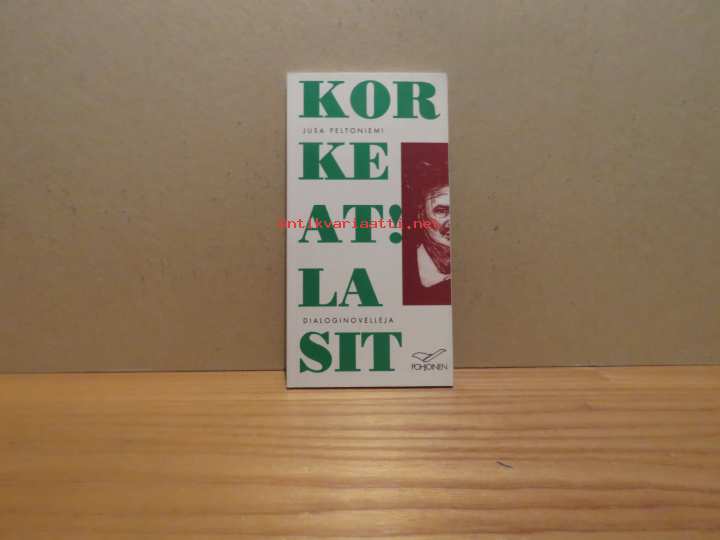 KOR
JUSA PELTONIEMI
KE
AT!
Antikvariaatti.net
LA
DIALOGINOVELLEJA
SIT
POHJOINEN